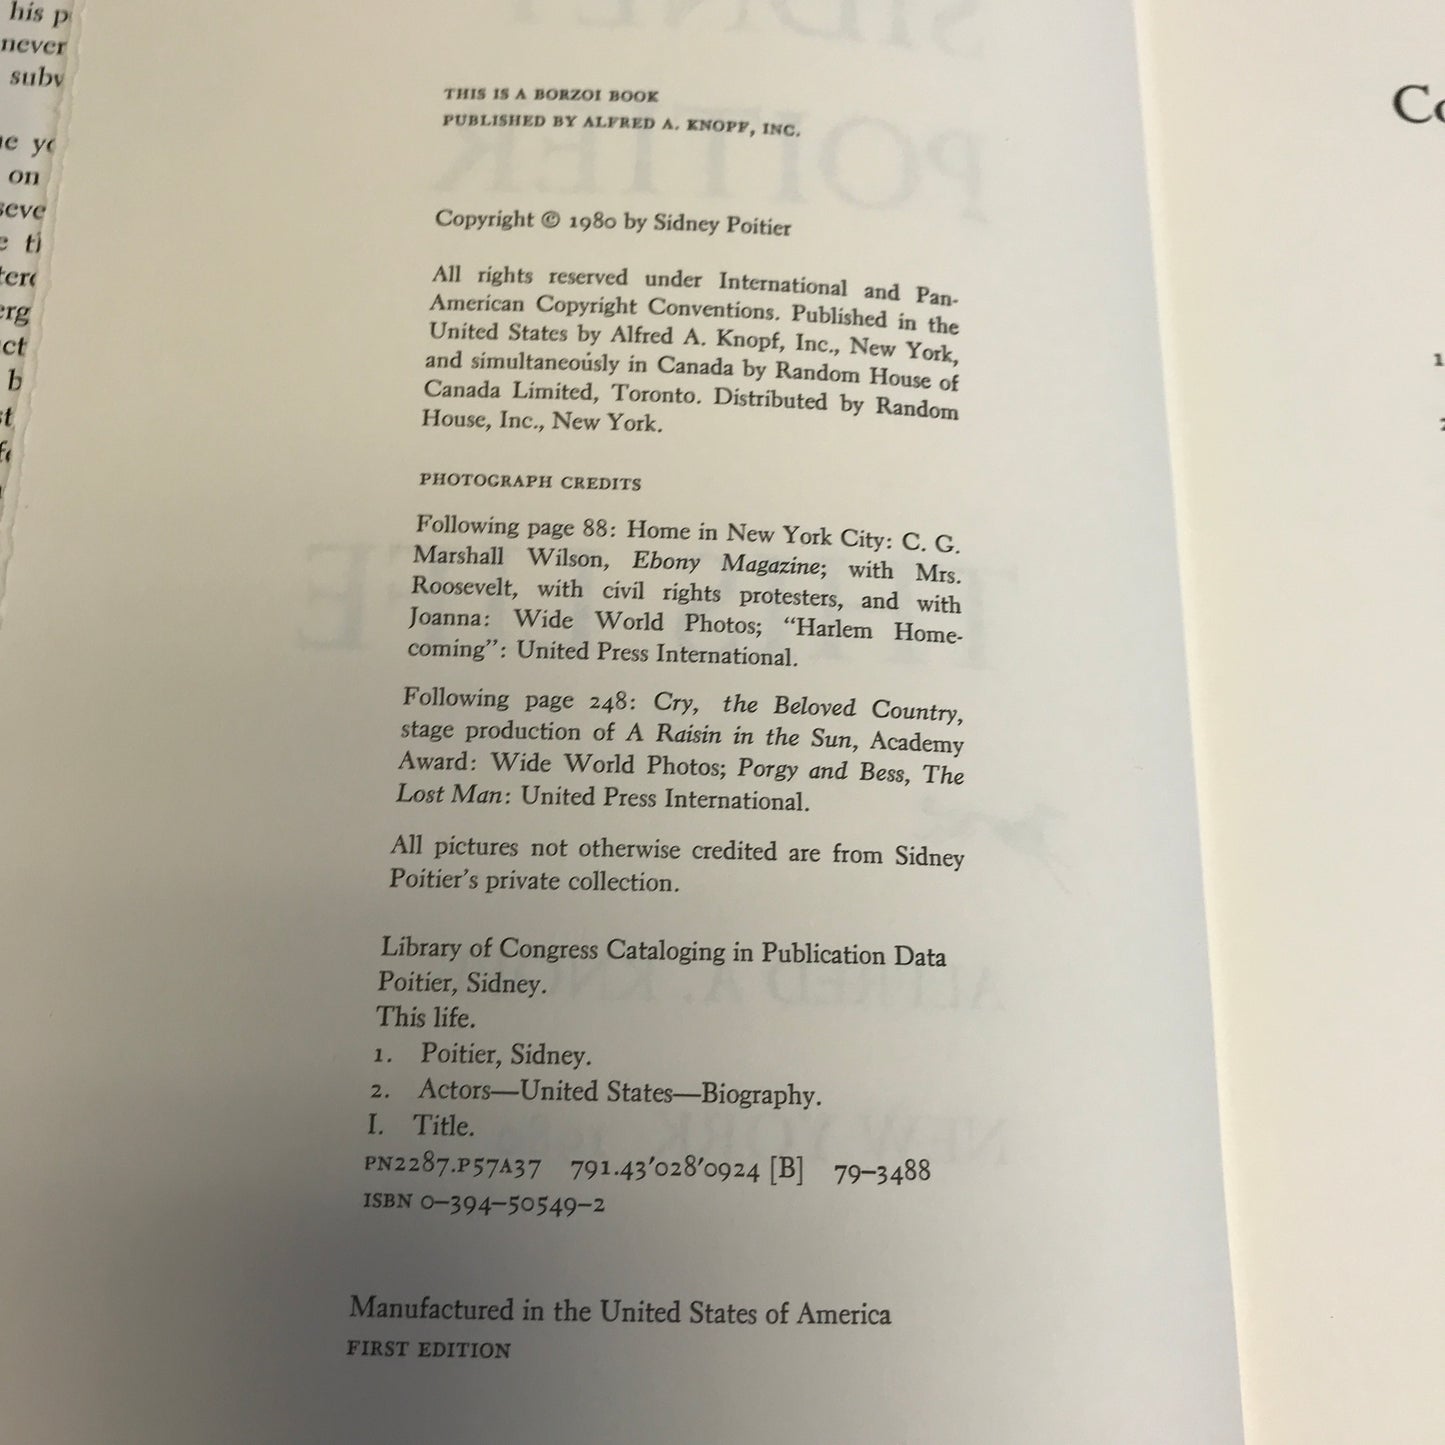 his
never
on
THIS IS A BORZOI BOOK
PUBLISHED BY ALFRED A. KNOPF, INC.
Copyright © 1980 by Sidney Poitier
All rights reserved under International and Pan-
American Copyright Conventions. Published in the
United States by Alfred A. Knopf, Inc., New York,
and simultaneously in Canada by Random House of
Canada Limited, Toronto. Distributed by Random
House, Inc., New York.
PHOTOGRAPH CREDITS
Following page 88: Home in New York City: C. G.
Marshall Wilson, Ebony Magazine; with Mrs.
Roosevelt, with civil rights protesters, and with
Joanna: Wide World Photos; “Harlem Home-
coming”: United Press International.
Following page 248: Cry, the Beloved Country,
stage production of A Raisin in the Sun, Academy
Award: Wide World Photos; Porgy and Bess, The
Lost Man: United Press International.
All pictures not otherwise credited are from Sidney
Poitier’s private collection.
Library of Congress Cataloging in Publication Data
Poitier, Sidney.
This life.
1. Poitier, Sidney.
2. Actors—United States—Biography.
I. Title.
PN2287.P57A37 791.43′028′0924 [B] 79–3488
ISBN 0–394–50549–2
Manufactured in the United States of America
FIRST EDITION